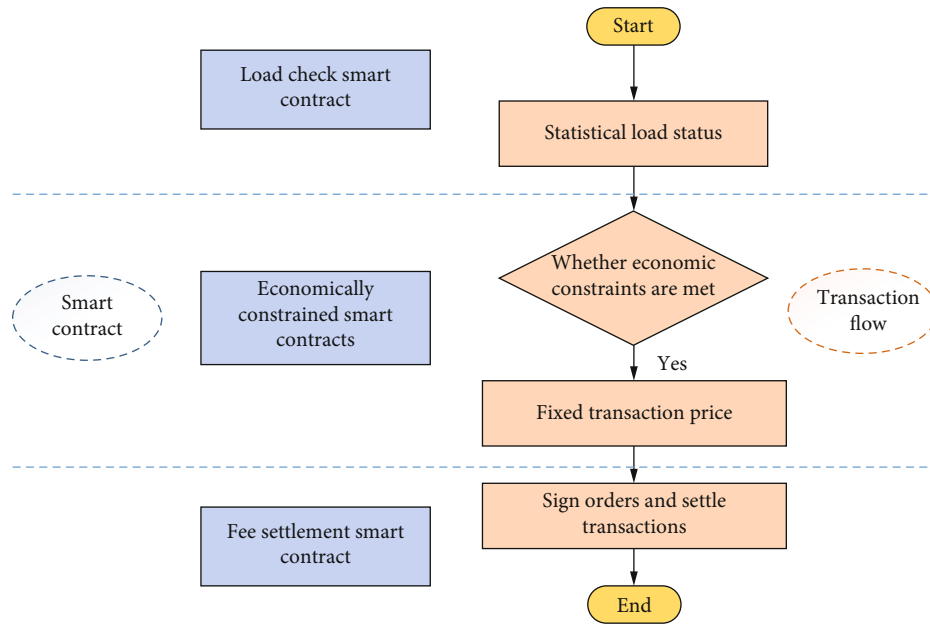 Start
Load check smart
contract
Statistical load status
Smart
contract
Economically
constrained smart
contracts
Whether economic
constraints are met
Transaction
flow
Yes
Fixed transaction price
Fee settlement smart
contract
Sign orders and settle
transactions
End